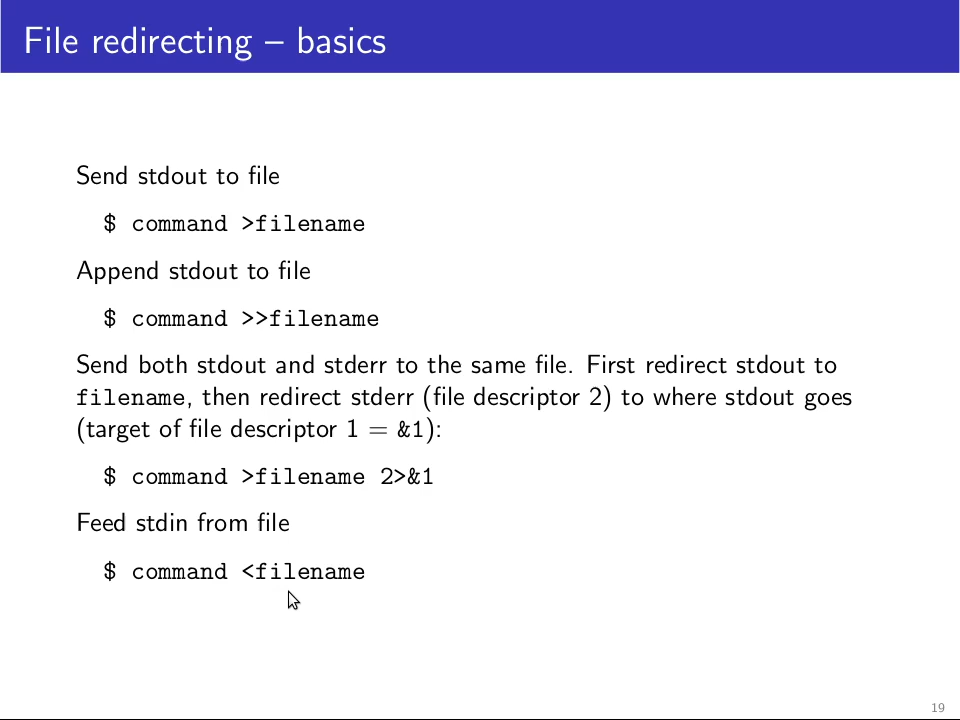 File redirecting – basics
Send stdout to file
$ command >filename
Append stdout to file
$ command >>filename
Send both stdout and stderr to the same file. First redirect stdout to
filename, then redirect stderr (file descriptor 2) to where stdout goes
(target of file descriptor 1 = &1):
$ command >filename 2>&1
Feed stdin from file
$ command <filename
19